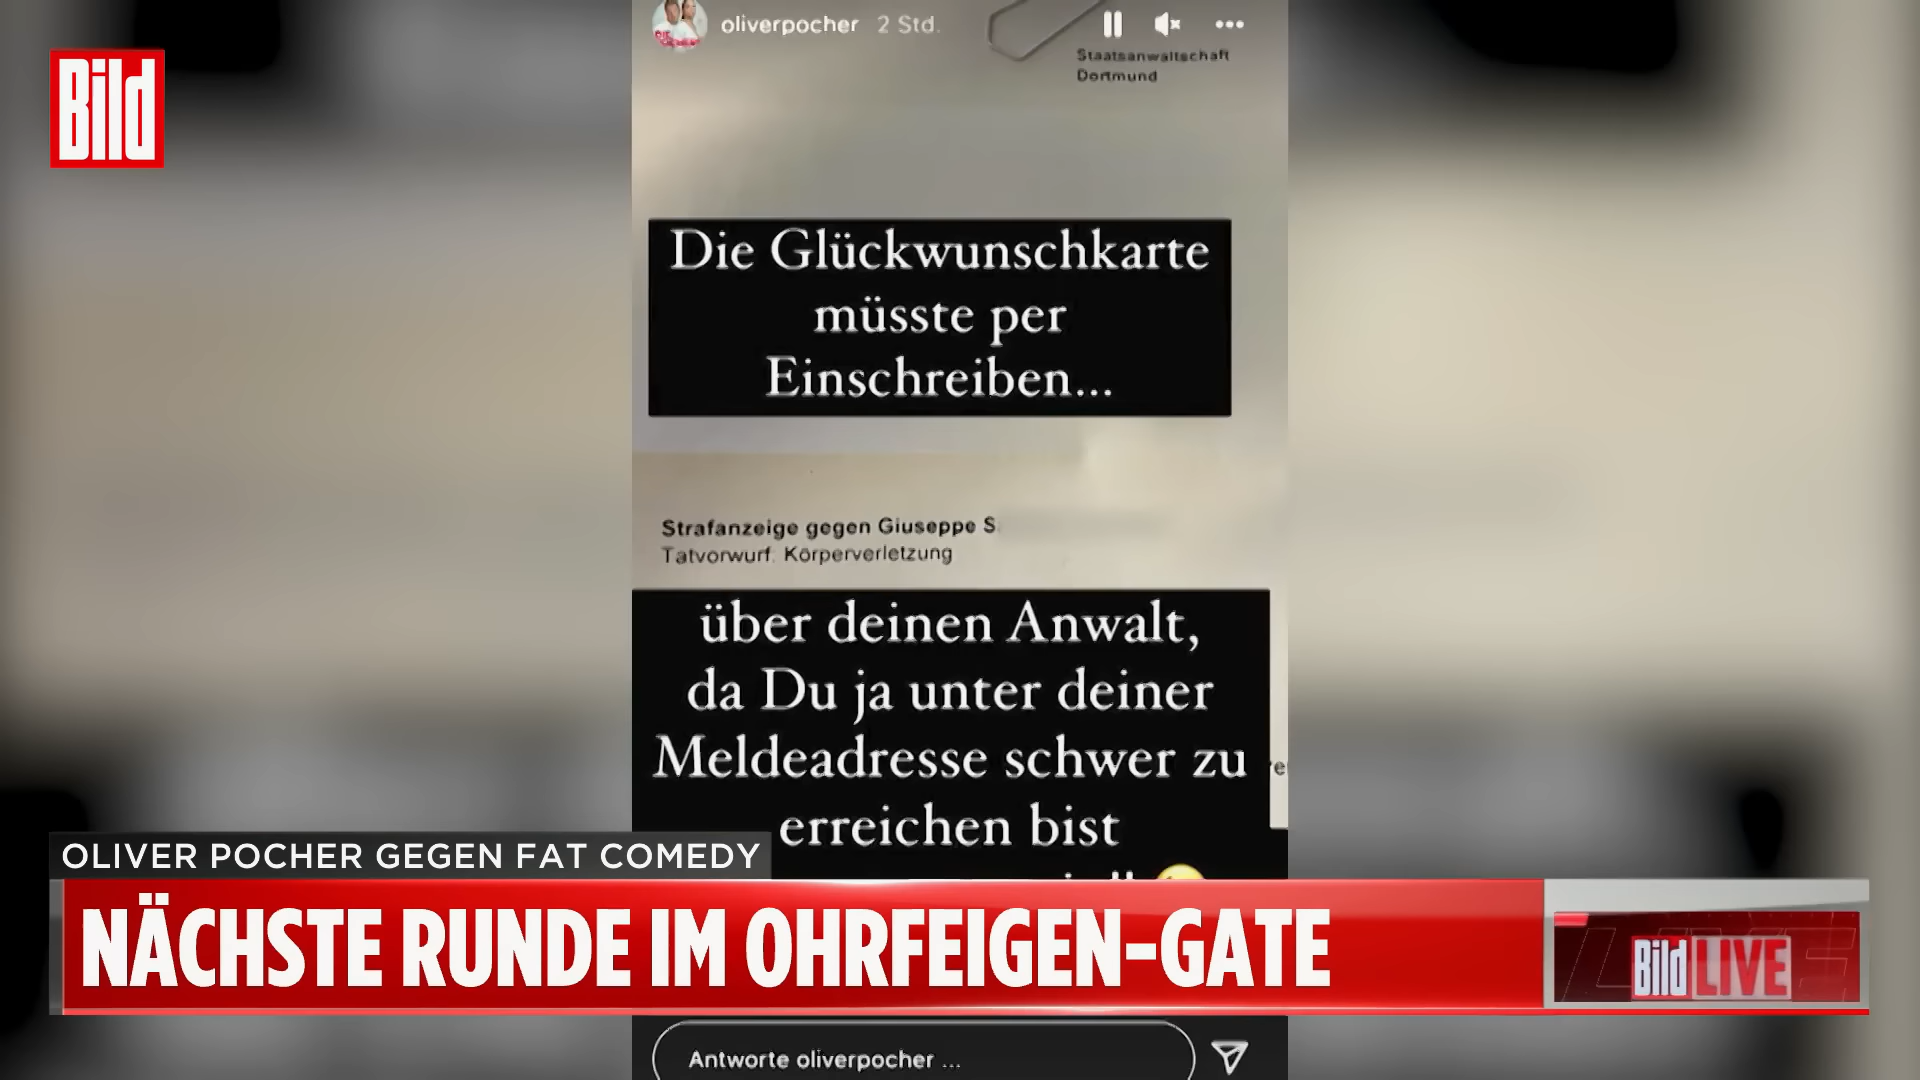 Bild
oliverpocher 2 Std.
Staatsanwaltschaft
Dortmund
Die Glückwunschkarte
müsste per
Einschreiben...
Strafanzeige gegen Giuseppe S
Tatvorwurf: Körperverletzung
über deinen Anwalt,
da Du ja unter deiner
Meldeadresse schwer zu
erreichen bist
OLIVER POCHER GEGEN FAT COMEDY
NÄCHSTE RUNDE IM OHRFEIGEN-GATE
Bild LIVE
Antworte oliverpocher ...